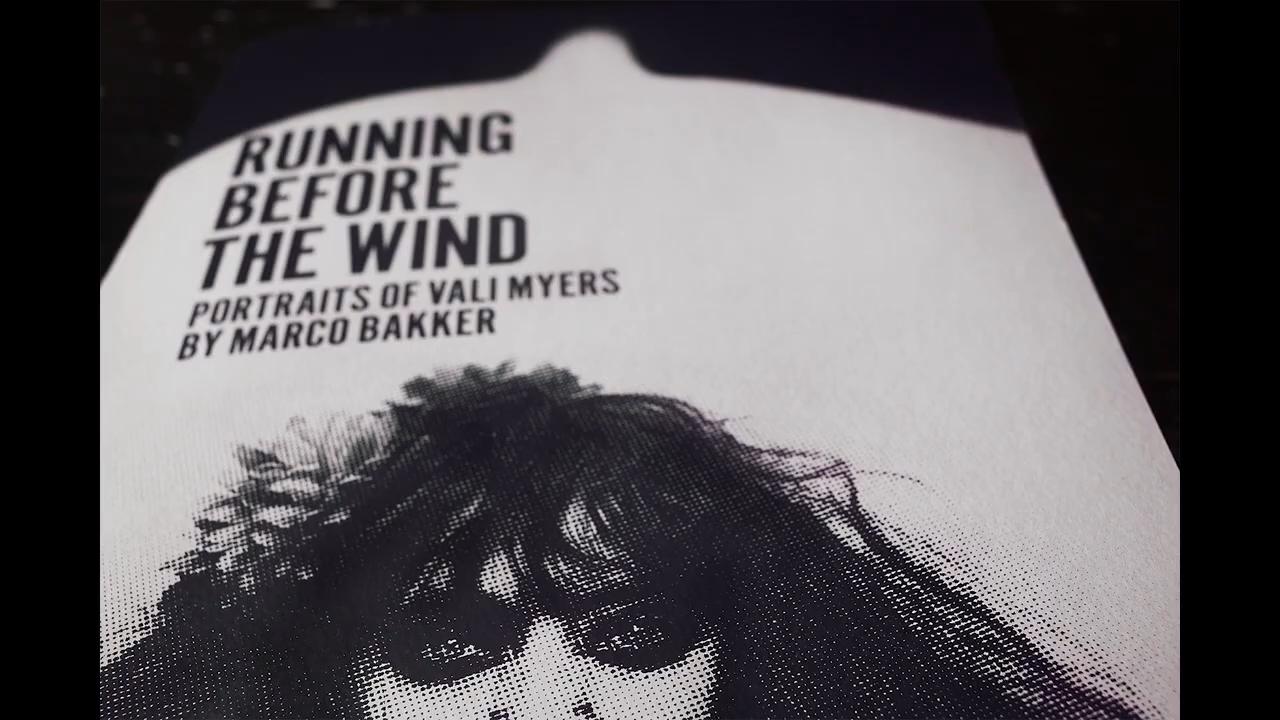 RUNNING
BEFORE
THE WIND
PORTRAITS OF VALI MYERS
BY MARCO BAKKER